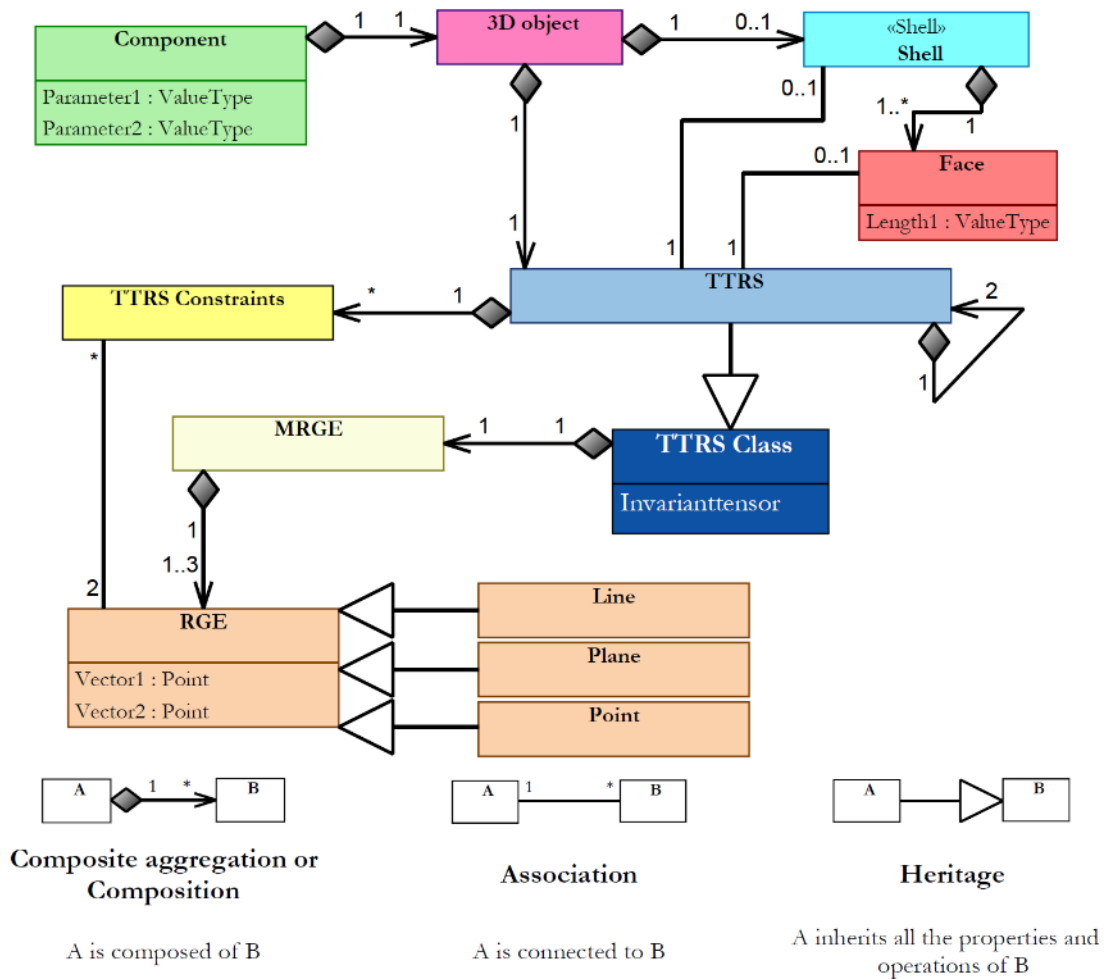 Component
1
1
3D object
1
0..1
«Shell»
Shell
Parameter1 : ValueType
Parameter2 : ValueType
1
0..1
1..*
1
0..1
Face
Length1 : ValueType
1
1
1
TTRS Constraints
*
1
TTRS
2
1
*
MRGE
1
1
TTRS Class
Invarianttensor
1
1..3
2
RGE
Vector1 : Point
Vector2 : Point
Line
Plane
Point
A
1
*
B
A
1
*
B
A
B
Composite aggregation or
Composition
Association
Heritage
A is composed of B
A is connected to B
A inherits all the properties and
operations of B